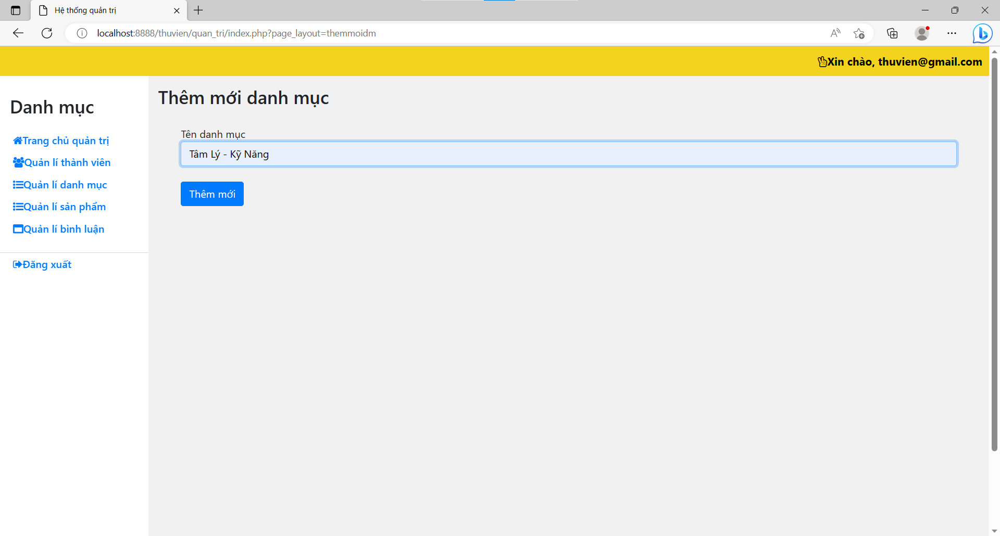 Hệ thống quản trị
localhost:8888/thuvien/quan_tri/index.php?page_layout=themmoidm
Xin chào, thuvien@gmail.com
Danh mục
Trang chủ quản trị
Quản lí thành viên
Quản lí danh mục
Quản lí sản phẩm
Quản lí bình luận
Đăng xuất
Thêm mới danh mục
Tên danh mục
Tâm Lý - Kỹ Năng
Thêm mới